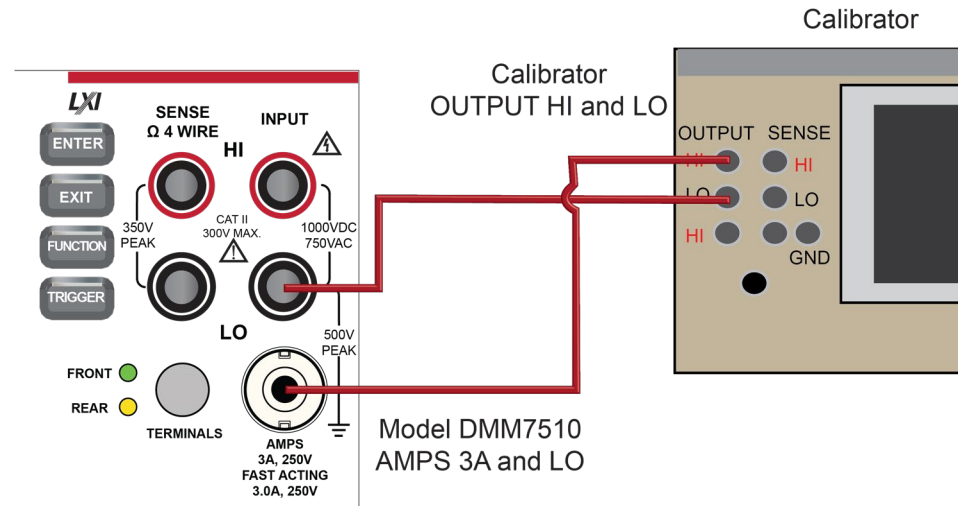 Calibrator
Calibrator
OUTPUT HI and LO
LXI
ENTER
EXIT
FUNCTION
TRIGGER
SENSE
Ω 4 WIRE
INPUT
HI
350V
PEAK
CAT II
300V MAX.
1000VDC
750VAC
LO
500V
PEAK
FRONT
REAR
TERMINALS
AMPS
3A, 250V
FAST ACTING
3.0A, 250V
Model DMM7510
AMPS 3A and LO
OUTPUT SENSE
HI HI
LO LO
HI
GND